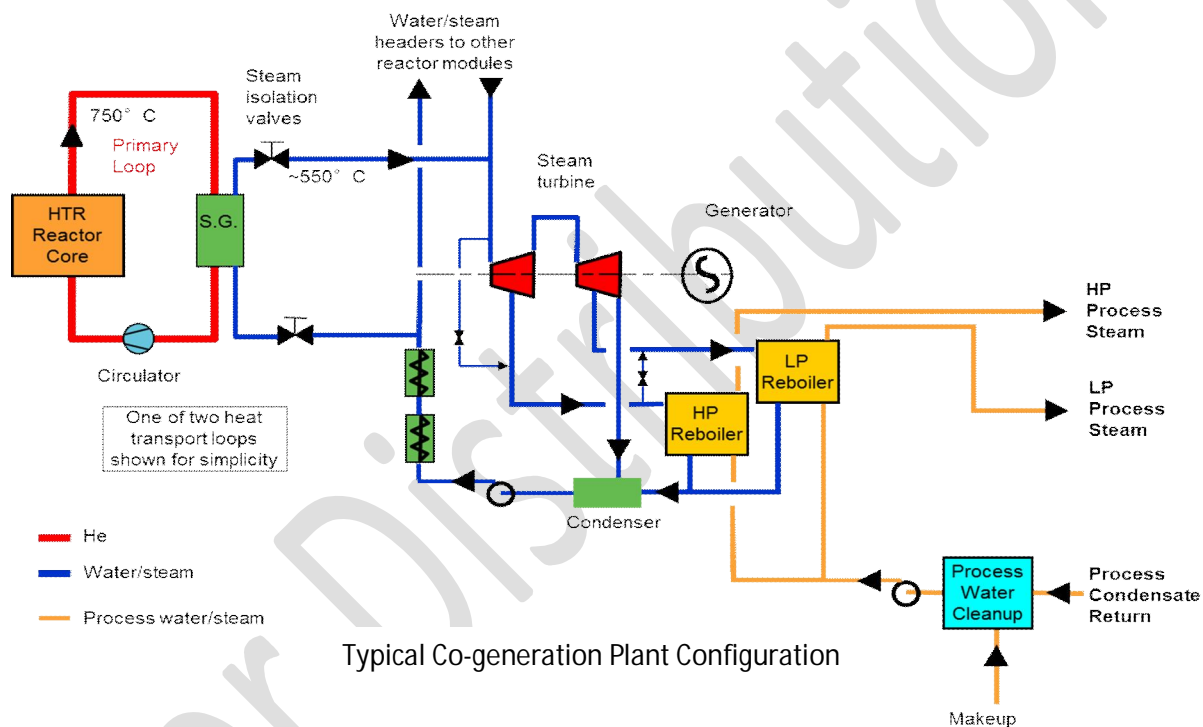 Water/steam
headers to other
reactor modules
Steam
isolation
valves
750° C
Primary
Loop
~550° C
Steam
turbine
HTR
Reactor
Core
S.G.
Generator
HP
Process
Steam
Circulator
LP
Reboiler
HP
Reboiler
LP
Process
Steam
One of two heat
transport loops
shown for simplicity
Condenser
He
Water/steam
Process water/steam
Process
Water
Cleanup
Process
Condensate
Return
Typical Co-generation Plant Configuration
Makeup
or Distribution